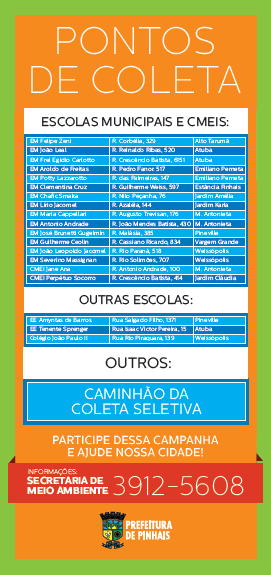 PONTOS
DE COLETA
ESCOLAS MUNICIPAIS E CMEIS:
EM Felipe Zeni R. Corbélia, 329 Alto Tarumã
EM João Leal R. Reinaldo Ribas, 520 Atuba
EM Frei Egídio Carlotto R. Crescêncio Batista, 651 Atuba
EM Aroldo de Freitas R. Pedro Fanor, 517 Emiliano Perneta
EM Poty Lazzarotto R. das Palmeiras, 147 Emiliano Perneta
EM Clementina Cruz R. Guilherme Weiss, 597 Estância Pinhais
EM Chafic Smaka R. Nilo Peçanha, 76 Jardim Amélia
EM Lírio Jacomel R. Azaléia, 144 Jardim Karla
EM Maria Cappellari R. Augusto Trevisan, 176 M. Antonieta
EM Antonio Andrade R. João Mendes Batista, 430 M. Antonieta
EM José Brunetti Gugelmin R. Malásia, 385 Pineville
EM Guilherme Ceolin R. Cassiano Ricardo, 834 Vargem Grande
EM João Leopoldo Jacomel R. Rio Paraná, 518 Weissópolis
EM Severino Massignan R. Rio Solimões, 707 Weissópolis
CMEI Jane Ana R. Antonio Andrade, 100 M. Antonieta
CMEI Perpétuo Socorro R. Crescêncio Batista, 414 Jardim Cláudia
OUTRAS ESCOLAS:
EE Amyntas de Barros Rua Salgado Filho, 1371 Pineville
EE Tenente Sprenger Rua Isaac Victor Pereira, 15 Atuba
Colégio João Paulo II Rua Rio Piraquara, 139 Weissópolis
OUTROS:
CAMINHÃO DA
COLETA SELETIVA
PARTICIPE DESSA CAMPANHA
E AJUDE NOSSA CIDADE!
INFORMAÇÕES:
SECRETARIA DE
MEIO AMBIENTE 3912-5608
PREFEITURA
DE PINHAIS